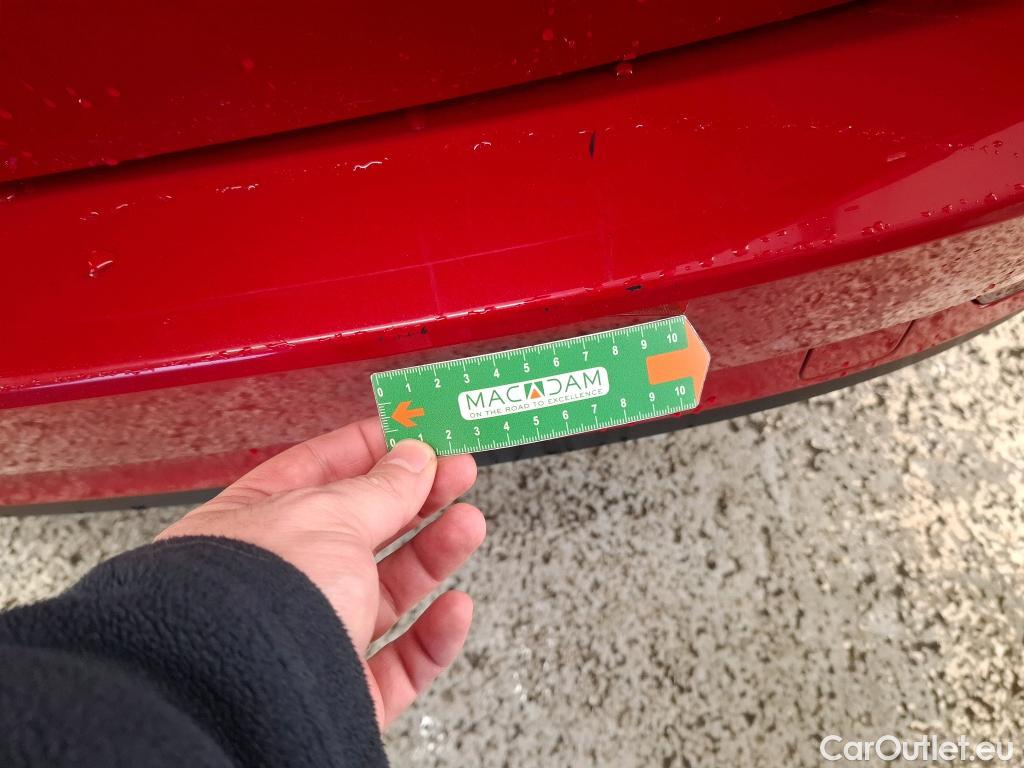 0 1 2 3 4 5 6 7 8 9 10
MACADAM
ON THE ROAD TO EXCELLENCE
0 1 2 3 4 5 6 7 8 9 10
CarOutlet.eu